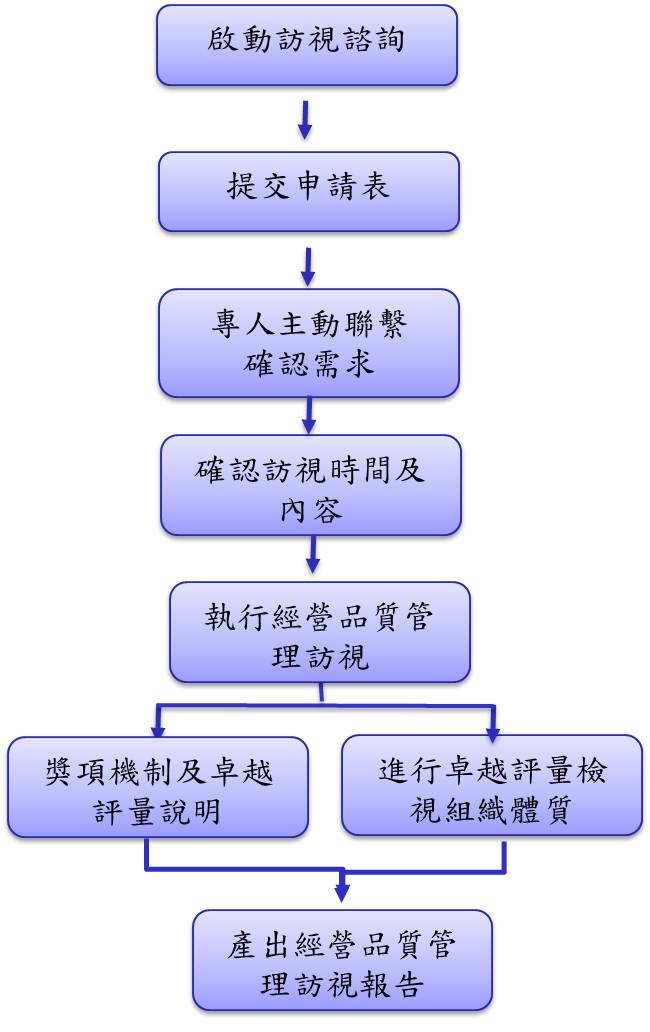 啟動訪視諮詢
提交申請表
專人主動聯繫
確認需求
確認訪視時間及
內容
執行經營品質管
理訪視
獎項機制及卓越
評量說明
進行卓越評量檢
視組織體質
產出經營品質管
理訪視報告